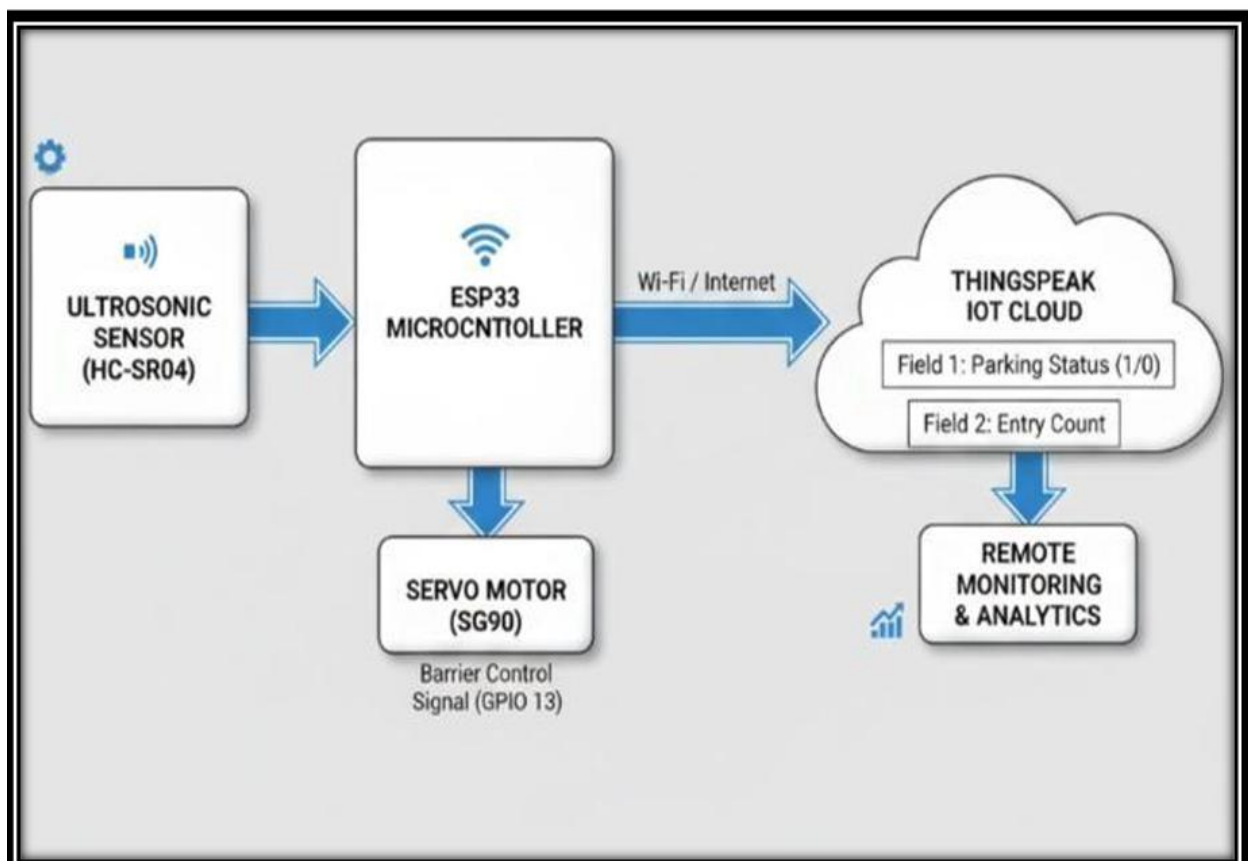 ULTROSONIC
SENSOR
(HC-SR04)
ESP33
MICROCNTIOLLER
Wi-Fi / Internet
THINGSPEAK
IOT CLOUD
Field 1: Parking Status (1/0)
Field 2: Entry Count
SERVO MOTOR
(SG90)
Barrier Control
Signal (GPIO 13)
REMOTE
MONITORING
& ANALYTICS